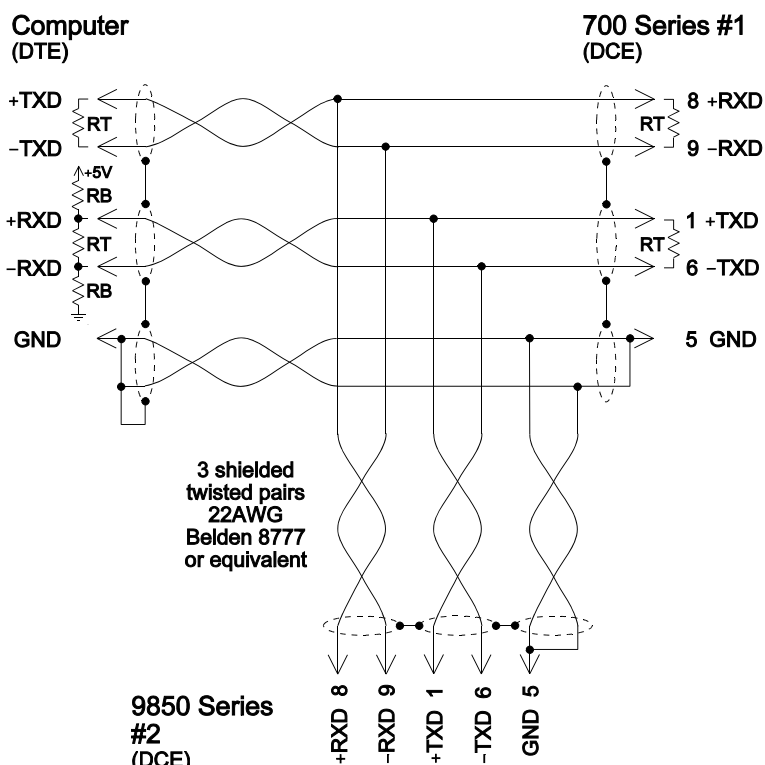 Computer
(DTE)
700 Series #1
(DCE)
+TXD
RT
RT
8 +RXD
−TXD
9 −RXD
+5V
RB
+RXD
1 +TXD
RT
RT
−RXD
6 −TXD
RB
GND
5 GND
3 shielded
twisted pairs
22AWG
Belden 8777
or equivalent
+RXD 8
−RXD 9
+TXD 1
−TXD 6
GND 5
9850 Series
#2
(DCE)